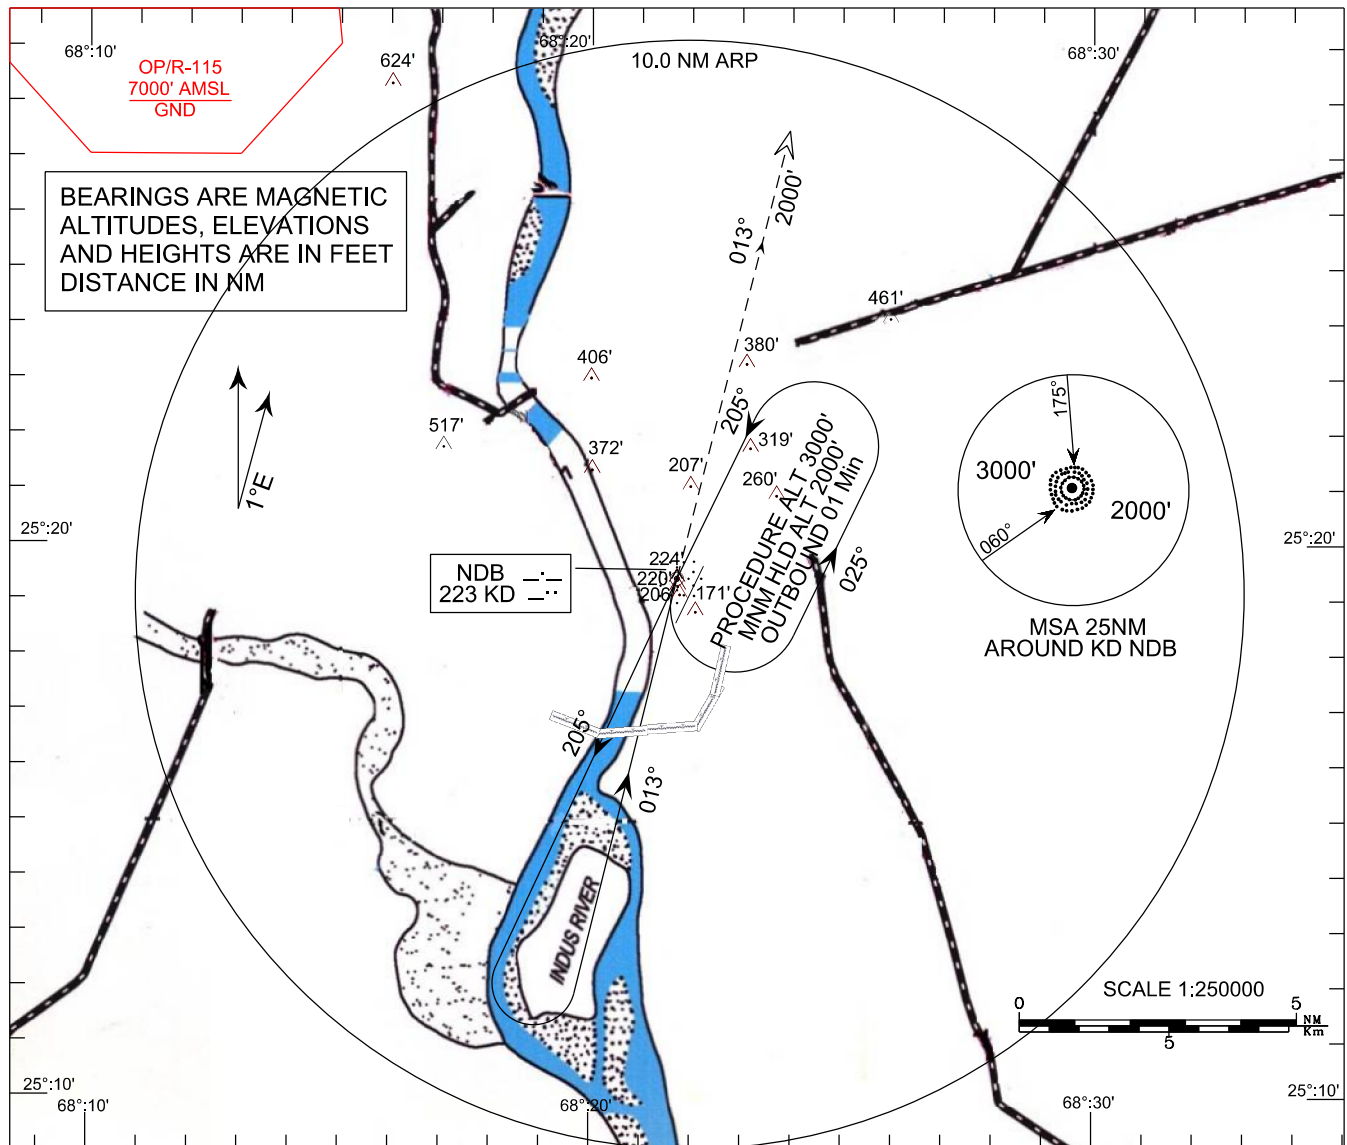 68°:10'
68°:20'
68°:30'
624'
10.0 NM ARP
OP/R-115
7000' AMSL
GND
BEARINGS ARE MAGNETIC
ALTITUDES, ELEVATIONS
AND HEIGHTS ARE IN FEET
DISTANCE IN NM
013°
2000'
461'
380'
406'
205°
175°
517'
372'
319'
207'
260'
3000'
2000'
060°
1°E
PROCEDURE ALT 3000'
MNM HLD ALT 2000'
OUTBOUND 01 Min
025°
25°:20'
25°:20'
NDB
223 KD
224'
220'
206'
171'
MSA 25NM
AROUND KD NDB
205°
013°
INDUS RIVER
SCALE 1:250000
0 5
NM
Km
5
25°:10'
25°:10'
68°:10'
68°:20'
68°:30'